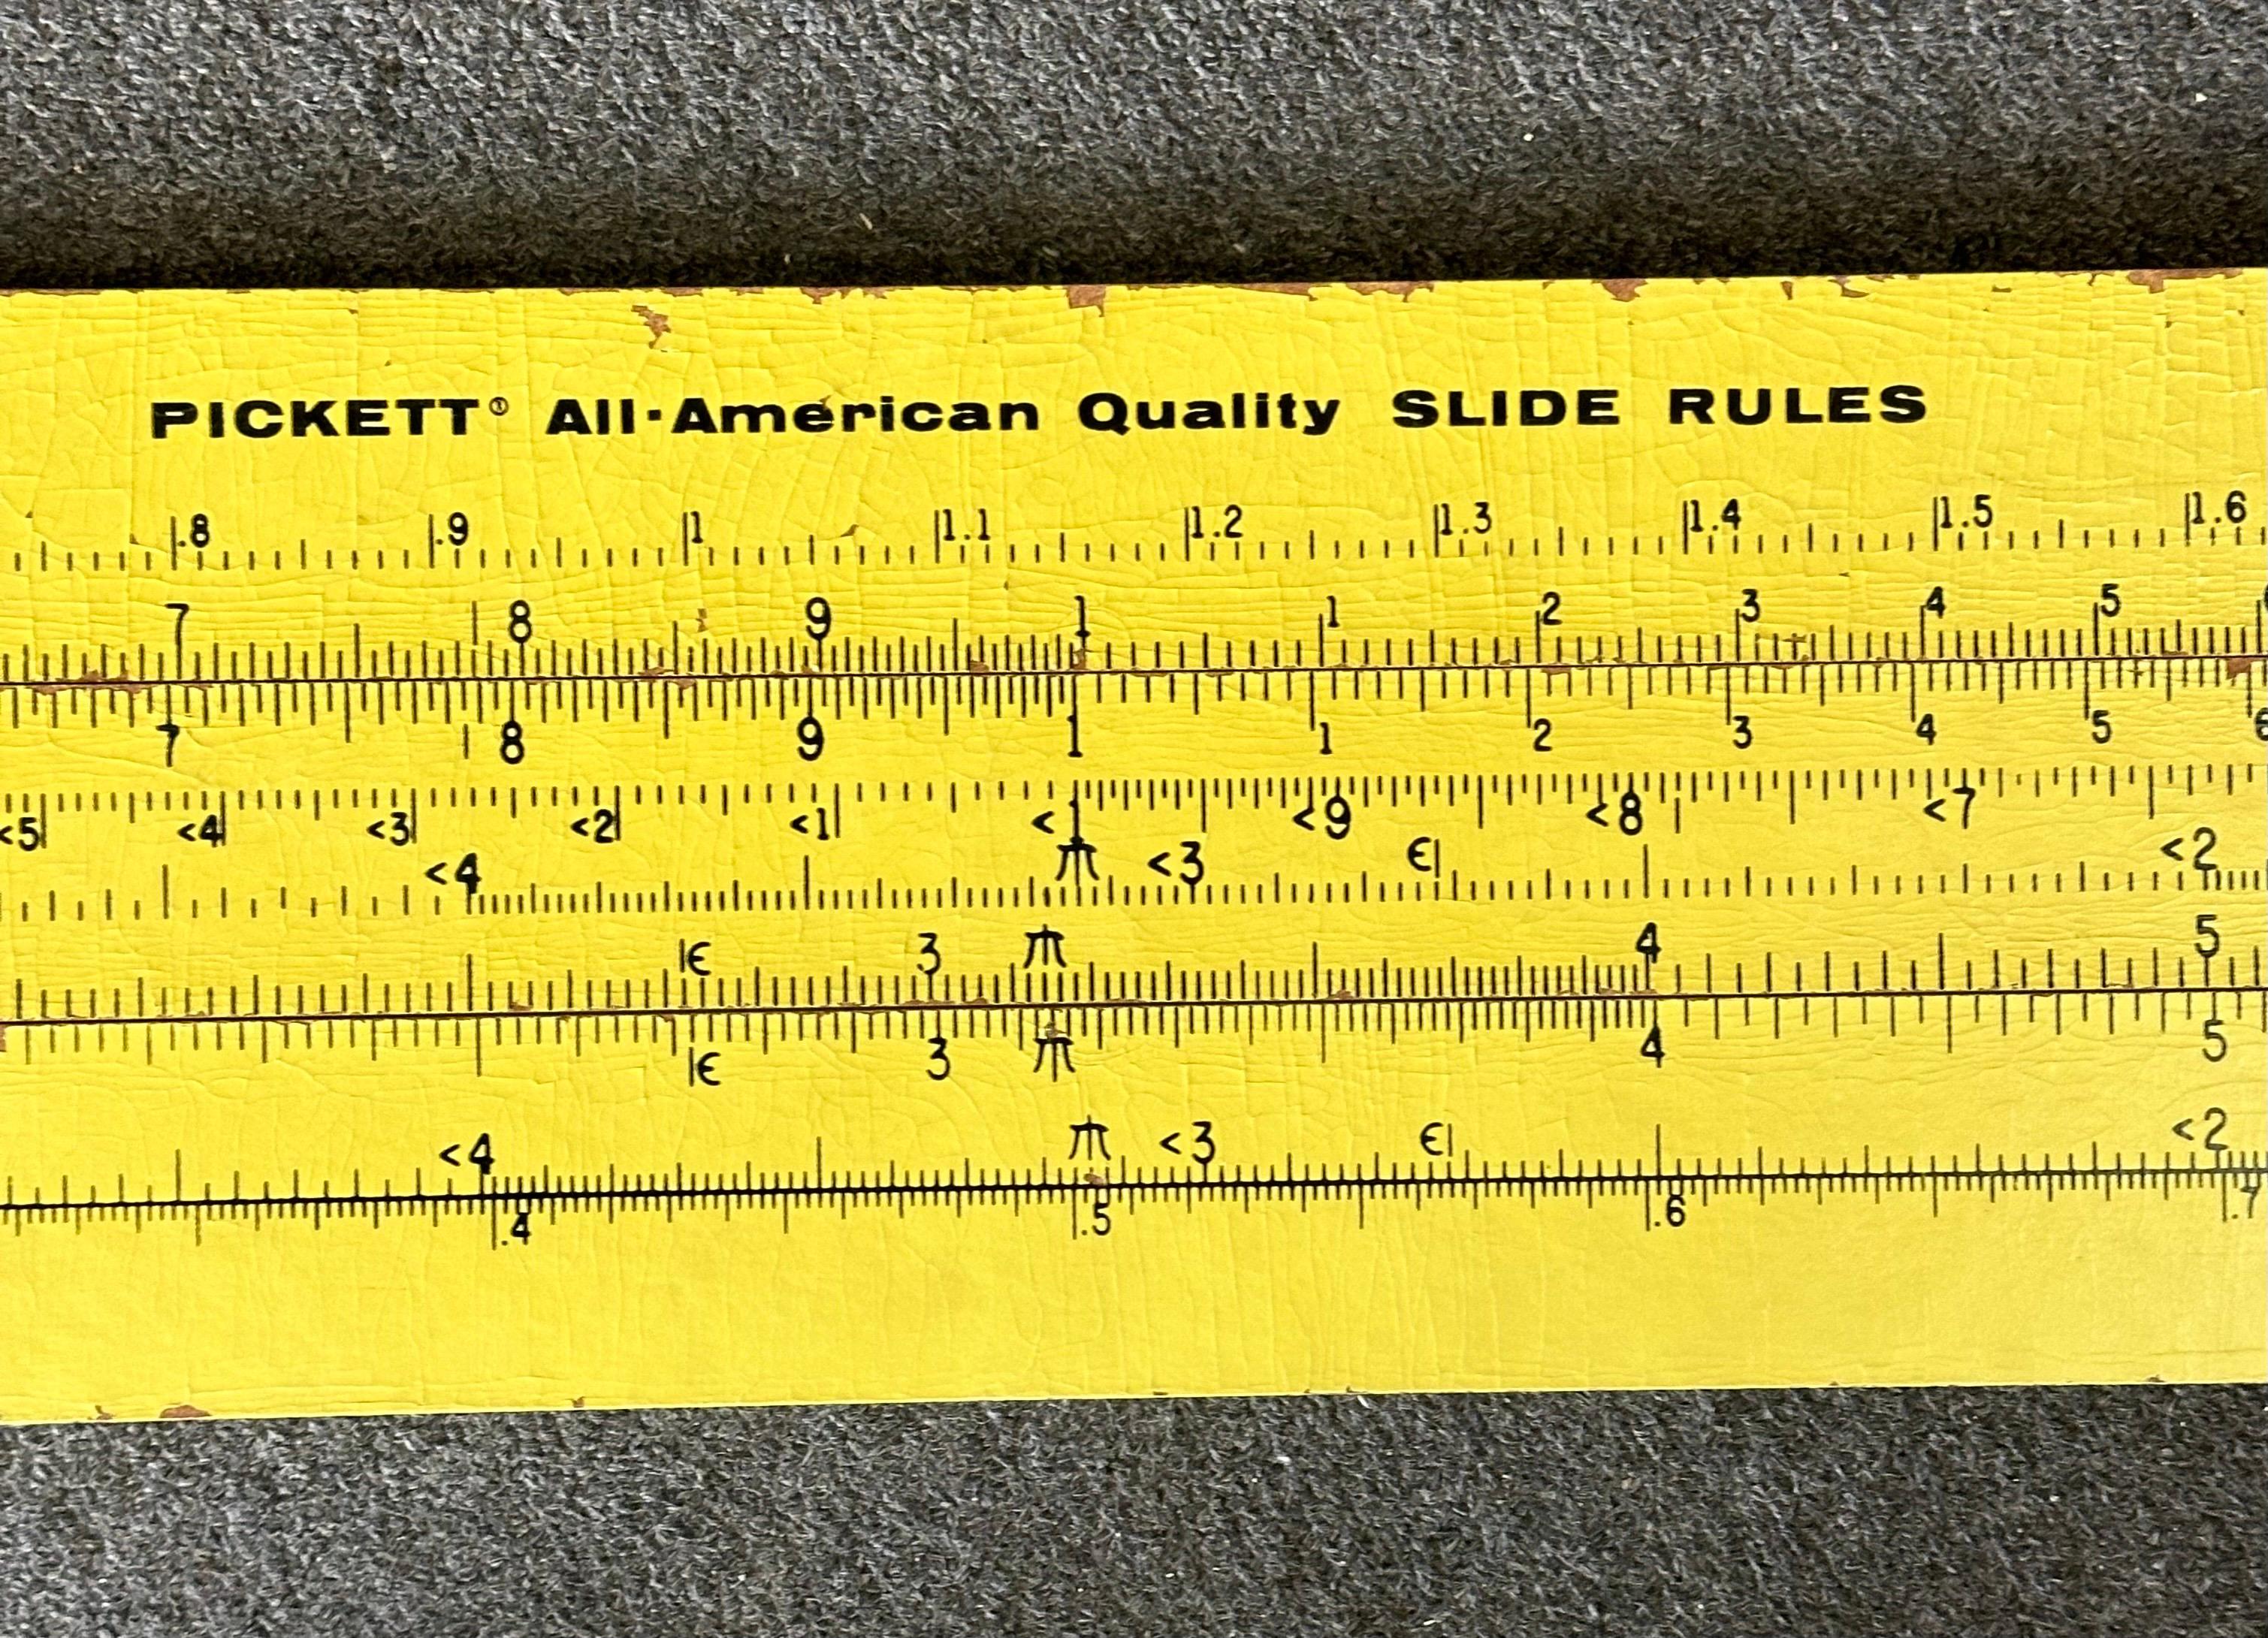 PICKETT® All-American Quality SLIDE RULES
.8 .9 1 1.1 1.2 1.3 1.4 1.5 1.6
7 8 9 1 1 2 3 4 5
7 8 9 1 1 2 3 4 5 6
<5 <4 <3 <2 <1 <1 <9 <8 <7
<4 π <3 Э <2
Є 3 π 4 5
Є 3 π 4 5
<4 π <3 Э <2
.4 .5 .6 .7